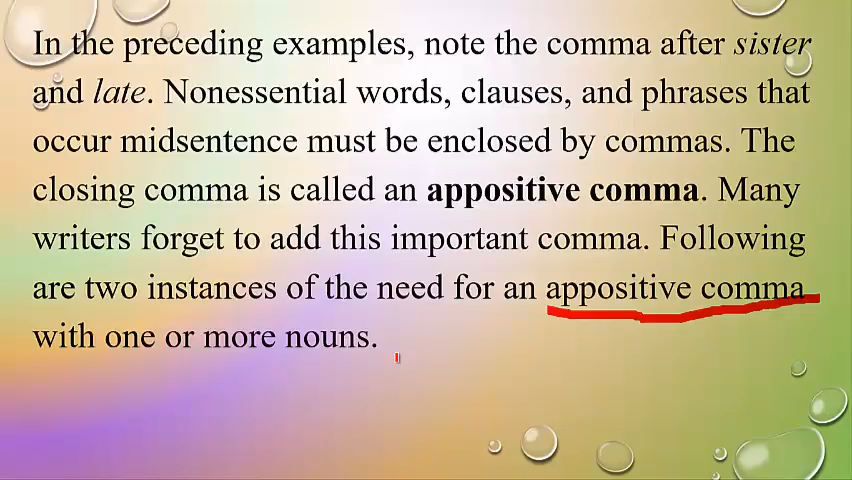 In the preceding examples, note the comma after sister
and late. Nonessential words, clauses, and phrases that
occur midsentence must be enclosed by commas. The
closing comma is called an appositive comma. Many
writers forget to add this important comma. Following
are two instances of the need for an appositive comma
with one or more nouns.